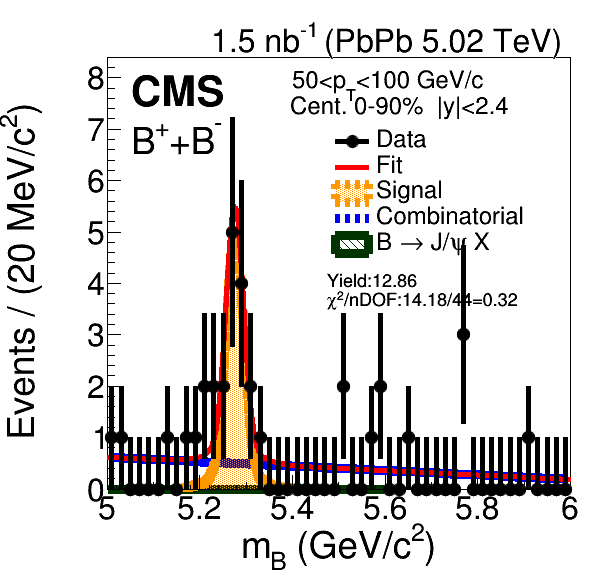 1.5 nb⁻¹ (PbPb 5.02 TeV)
CMS
B⁺+B⁻
50<p_T<100 GeV/c
Cent. 0-90% |y|<2.4
Data
Fit
Signal
Combinatorial
B → J/ψ X
Yield:12.86
χ²/nDOF:14.18/44=0.32
Events / (20 MeV/c²)
8
7
6
5
4
3
2
1
0
5 5.2 5.4 5.6 5.8 6
m_B (GeV/c²)